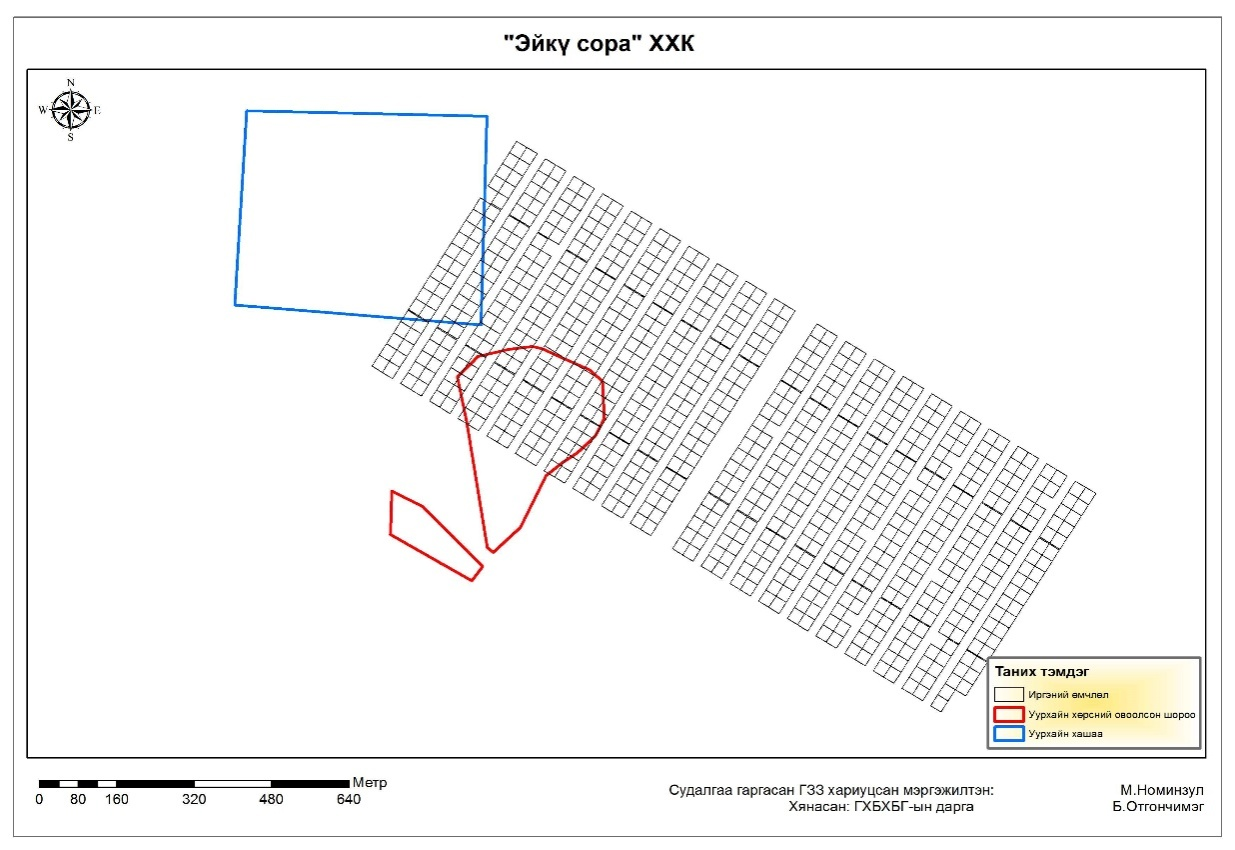 "Эйкү сора" ХХК
N
W E
S
Таних тэмдэг
Иргэний өмчлөл
Уурхайн хөрсний овоолсон шороо
Уурхайн хашаа
Метр
0 80 160 320 480 640
Судалгаа гаргасан ГЗЗ хариуцсан мэргэжилтэн: М.Номинзул
Хянасан: ГХБХБГ-ын дарга Б.Отгончимэг